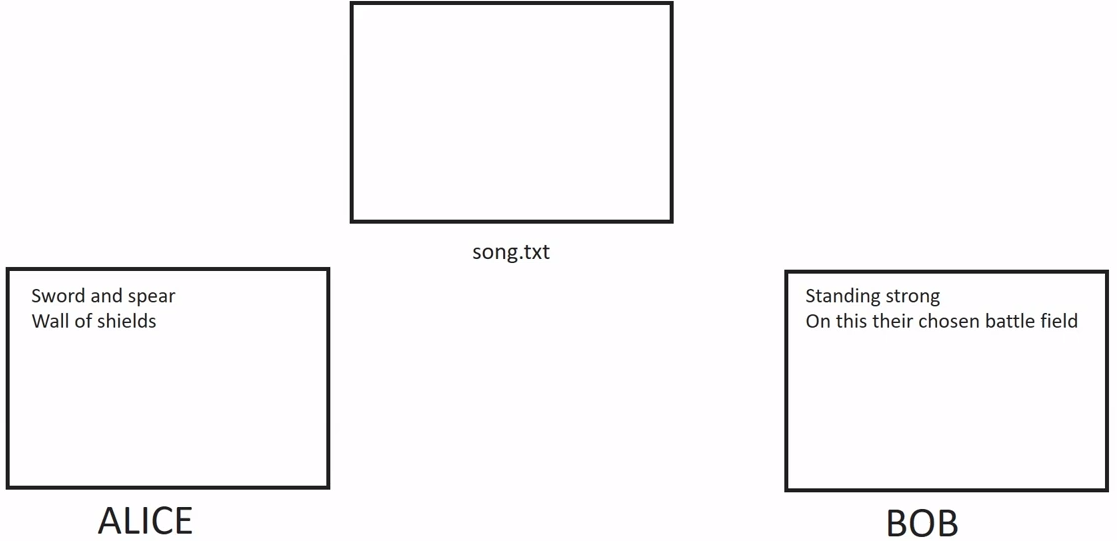 song.txt
Sword and spear
Wall of shields
ALICE
Standing strong
On this their chosen battle field
BOB